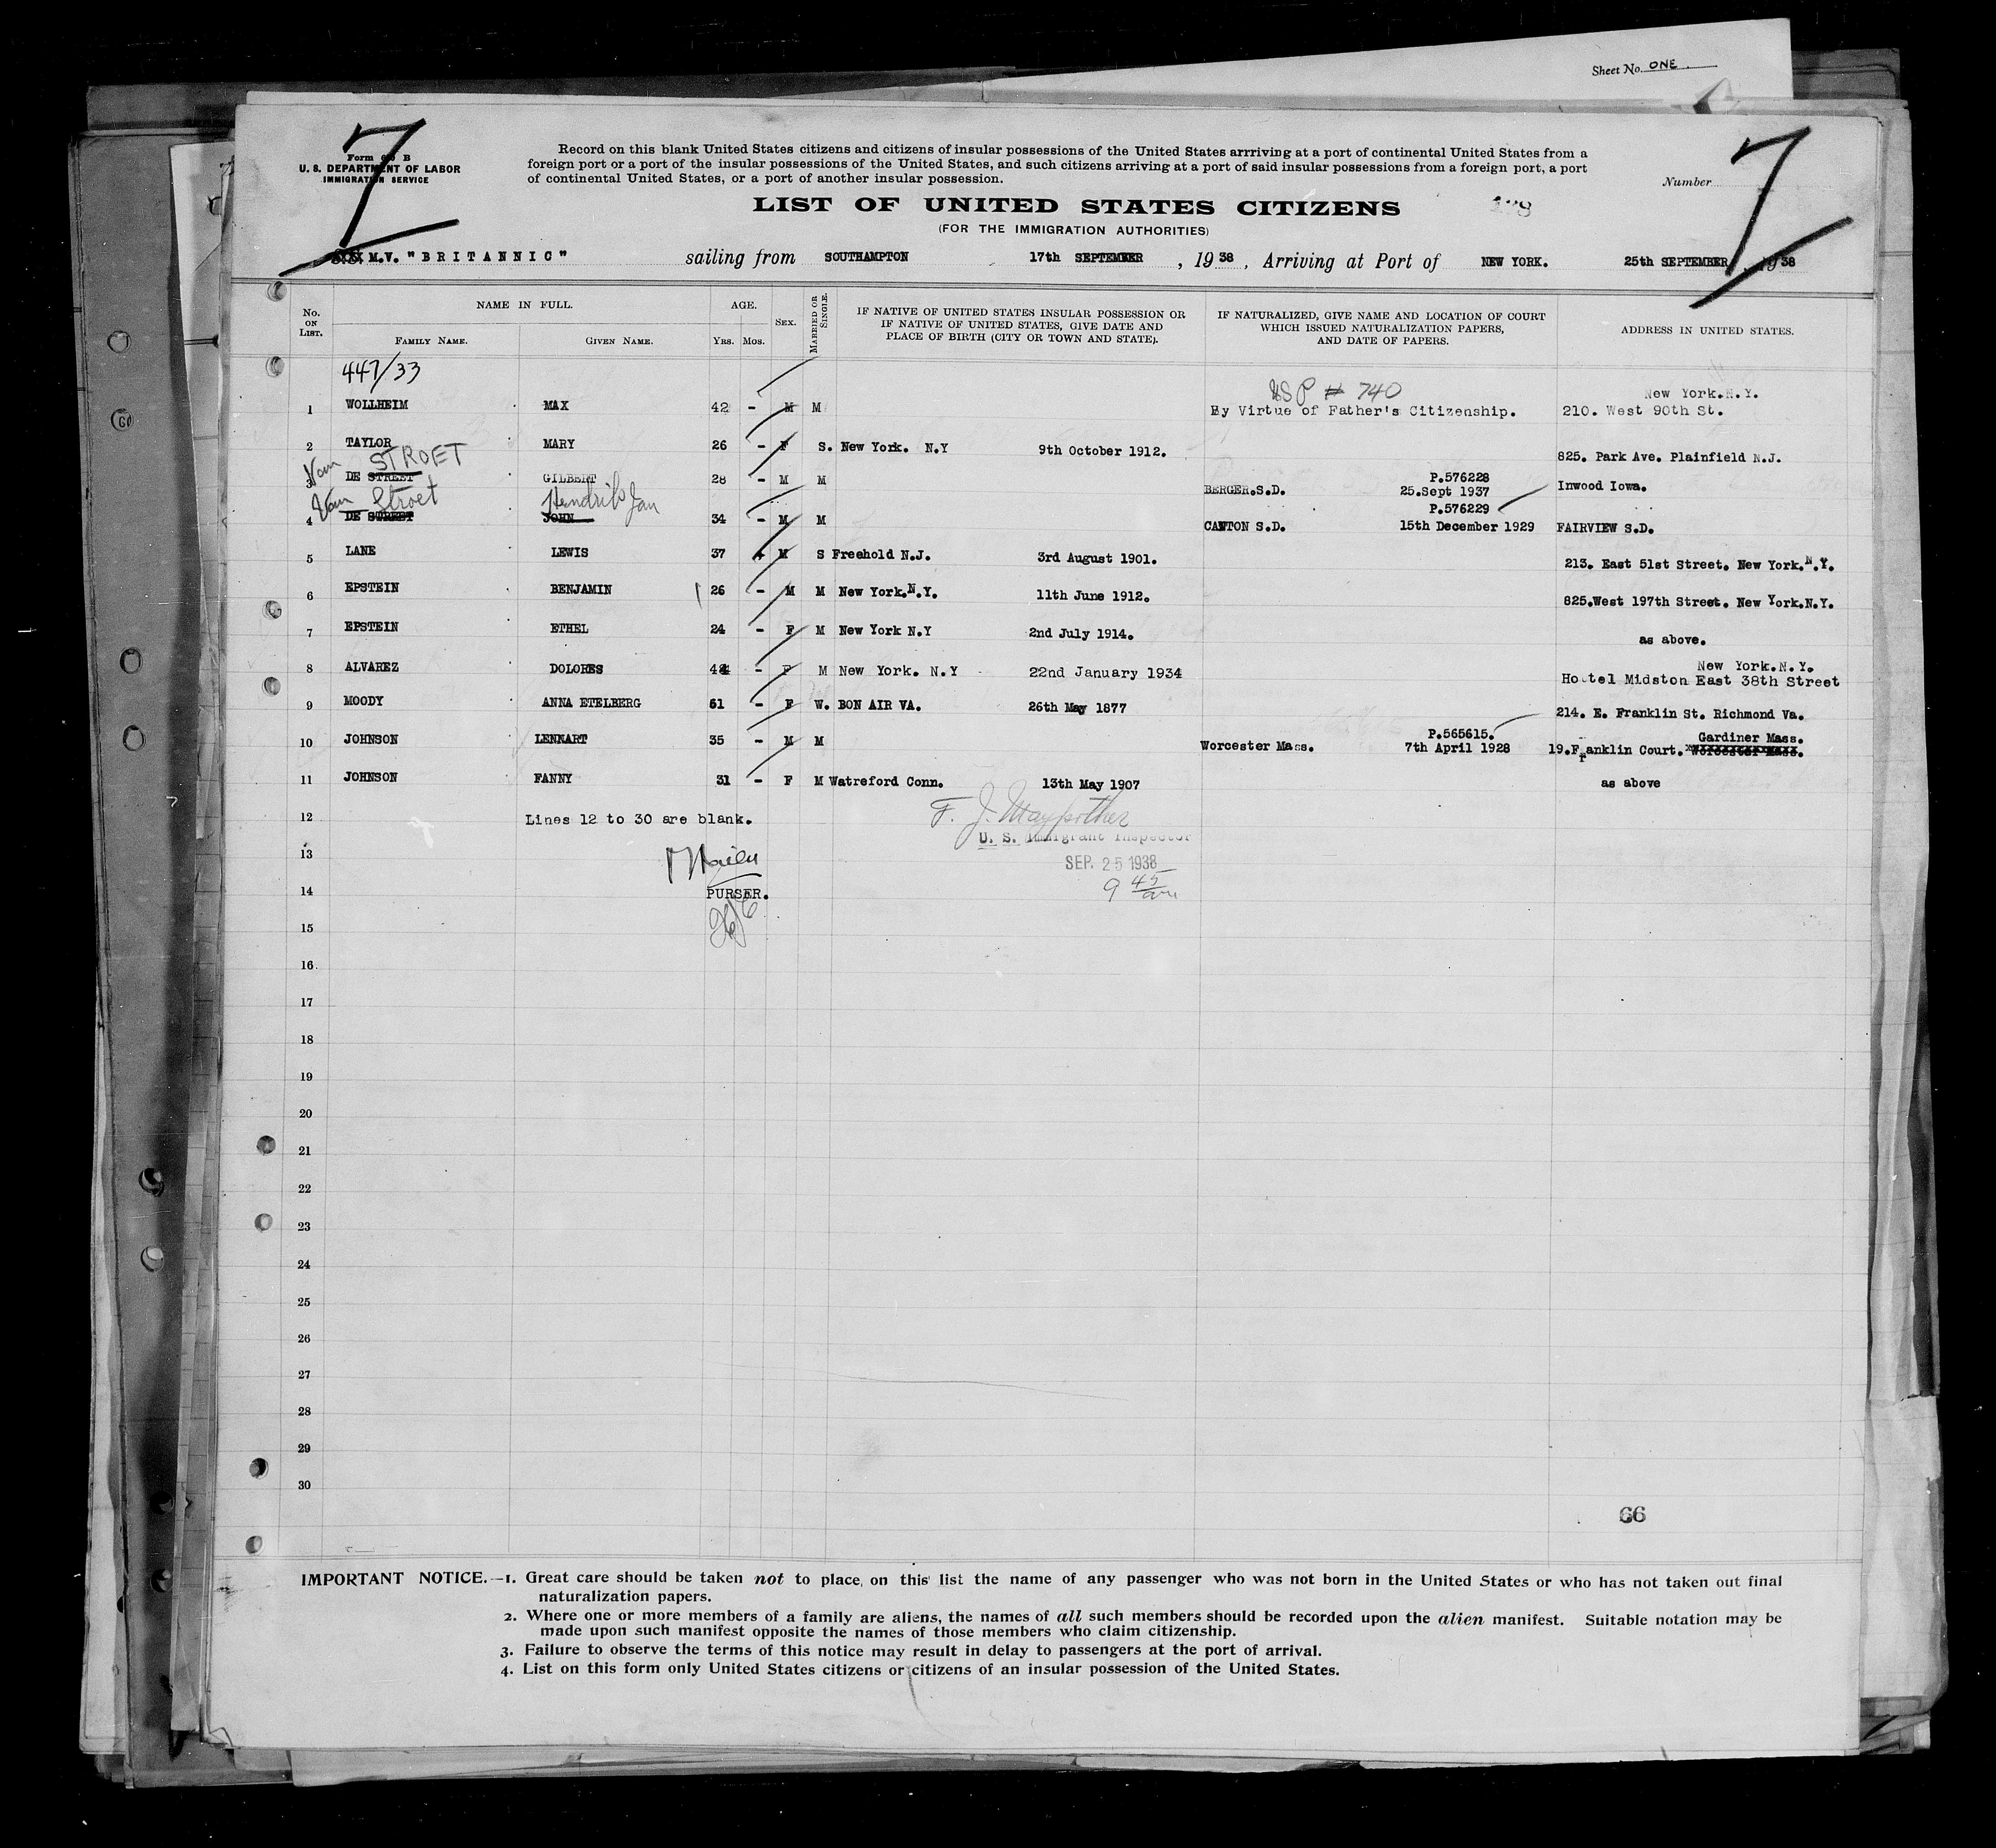 Sheet No. ONE.
7
7
Form 630 B
U. S. DEPARTMENT OF LABOR
IMMIGRATION SERVICE
Record on this blank United States citizens and citizens of insular possessions of the United States arrriving at a port of continental United States from a
foreign port or a port of the insular possessions of the United States, and such citizens arriving at a port of said insular possessions from a foreign port, a port
of continental United States, or a port of another insular possession.
Number
LIST OF UNITED STATES CITIZENS
(FOR THE IMMIGRATION AUTHORITIES)
S.S. M.V. "BRITANNIC" sailing from SOUTHAMPTON 17th SEPTEMBER, 1938, Arriving at Port of NEW YORK. 25th SEPTEMBER, 1938
No. ON LIST. NAME IN FULL. FAMILY NAME. GIVEN NAME. AGE. YRS. MOS. SEX. MARRIED OR SINGLE. IF NATIVE OF UNITED STATES INSULAR POSSESSION OR IF NATIVE OF UNITED STATES, GIVE DATE AND PLACE OF BIRTH (CITY OR TOWN AND STATE). IF NATURALIZED, GIVE NAME AND LOCATION OF COURT WHICH ISSUED NATURALIZATION PAPERS, AND DATE OF PAPERS. ADDRESS IN UNITED STATES.
447/33
USP # 740 New York.N.Y.
1 WOLLHEIM MAX 42 - M M By Virtue of Father's Citizenship. 210. West 90th St.
2 TAYLOR MARY 26 - F S. New York. N.Y 9th October 1912. 825. Park Ave. Plainfield N.J.
Van STROET
3 DE STREET GILBERT 28 - M M BERGER.S.D. P.576228 25.Sept 1937 Inwood Iowa.
Van Stroet Hendrik Jan
4 DE STREET JOHN 34 - M M CANTON S.D. P.576229 15th December 1929 FAIRVIEW S.D.
5 LANE LEWIS 37 + M S Freehold N.J. 3rd August 1901. 213. East 51st Street. New York.N.Y.
6 EPSTEIN BENJAMIN 26 - M M New York.N.Y. 11th June 1912. 825.West 197th Street. New York.N.Y.
7 EPSTEIN ETHEL 24 - F M New York N.Y 2nd July 1914. as above.
New York.N.Y.
8 ALVAREZ DOLORES 44 - F M New York. N.Y 22nd January 1934 Hotel Midston East 38th Street
9 MOODY ANNA ETELBERG 61 - F W. BON AIR VA. 26th May 1877 214. E. Franklin St. Richmond Va.
P.565615. Gardiner Mass.
10 JOHNSON LENNART 35 - M M Worcester Mass. 7th April 1928 19.Franklin Court. Worcester Mass.
11 JOHNSON FANNY 31 - F M Watreford Conn. 13th May 1907 as above
12 Lines 12 to 30 are blank.
U. S. Immigrant Inspector
13 SEP. 25 1938
14 PURSER. 9 45 am
15
16
17
18
19
20
21
22
23
24
25
26
27
28
29
30
66
IMPORTANT NOTICE.—1. Great care should be taken not to place on this list the name of any passenger who was not born in the United States or who has not taken out final
naturalization papers.
2. Where one or more members of a family are aliens, the names of all such members should be recorded upon the alien manifest. Suitable notation may be
made upon such manifest opposite the names of those members who claim citizenship.
3. Failure to observe the terms of this notice may result in delay to passengers at the port of arrival.
4. List on this form only United States citizens or citizens of an insular possession of the United States.